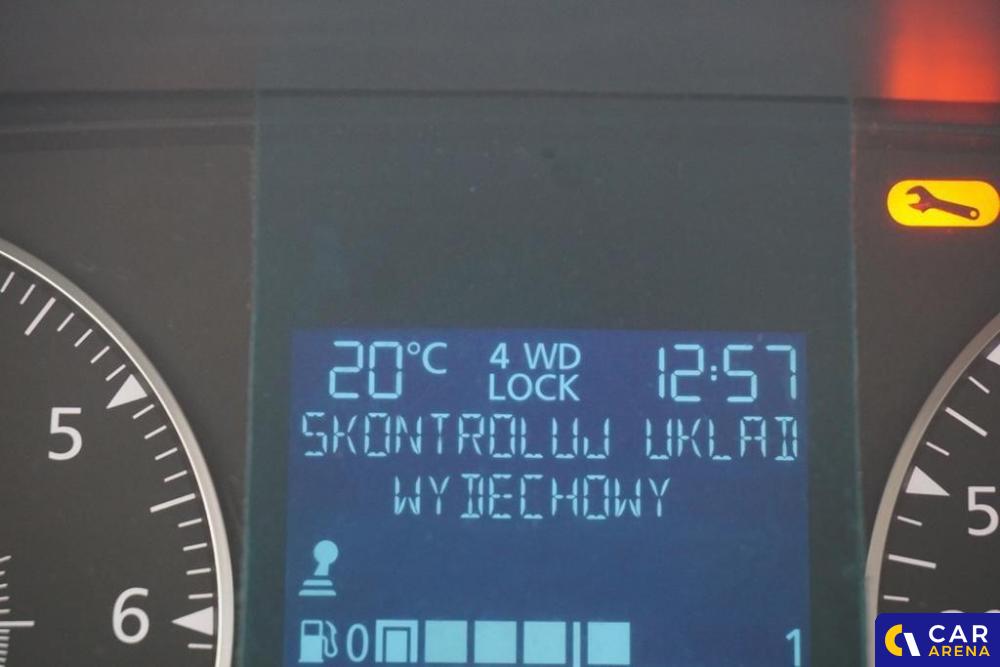 20°C 4 WD LOCK 12:57
SKONTROLUJ UKLAD
WYDECHOWY
0 1
5
6
5
CAR
ARENA